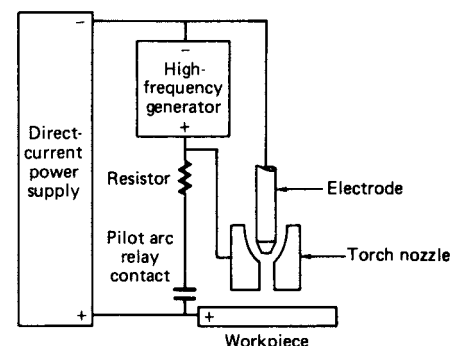 −
−
High-
frequency
generator
+
Direct-
current
power
supply
Resistor
Electrode
Pilot arc
relay
contact
Torch nozzle
+
+
Workpiece